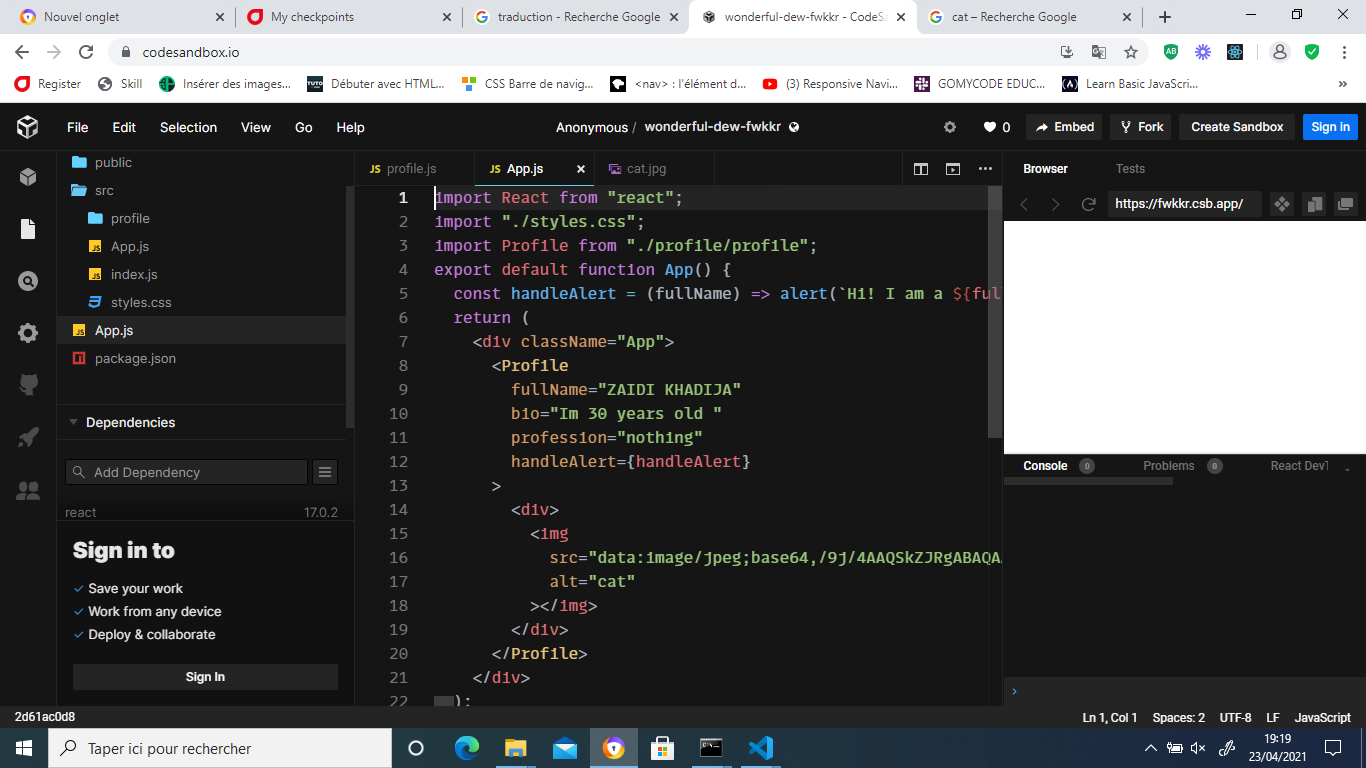 Nouvel onglet
My checkpoints
traduction - Recherche Google
wonderful-dew-fwkkr - CodeSa
cat – Recherche Google
codesandbox.io
Register
Skill
Insérer des images...
Débuter avec HTML...
CSS Barre de navig...
<nav> : l'élément d...
(3) Responsive Navi...
GOMYCODE EDUC...
Learn Basic JavaScri...
File Edit Selection View Go Help
Anonymous / wonderful-dew-fwkkr
0
Embed
Fork
Create Sandbox
Sign in
public
src
profile
App.js
index.js
styles.css
App.js
package.json
Dependencies
Add Dependency
react 17.0.2
Sign in to
Save your work
Work from any device
Deploy & collaborate
Sign In
profile.js
App.js
cat.jpg
1 import React from "react";
2 import "./styles.css";
3 import Profile from "./profile/profile";
4 export default function App() {
5 const handleAlert = (fullName) => alert(`Hi! I am a ${ful
6 return (
7 <div className="App">
8 <Profile
9 fullName="ZAIDI KHADIJA"
10 bio="Im 30 years old "
11 profession="nothing"
12 handleAlert={handleAlert}
13 >
14 <div>
15 <img
16 src="data:image/jpeg;base64,/9j/4AAQSkZJRgABAQA
17 alt="cat"
18 ></img>
19 </div>
20 </Profile>
21 </div>
22 );
Browser
Tests
https://fwkkr.csb.app/
Console 0
Problems 0
React DevT
2d61ac0d8
Ln 1, Col 1
Spaces: 2
UTF-8
LF
JavaScript
Taper ici pour rechercher
19:19
23/04/2021